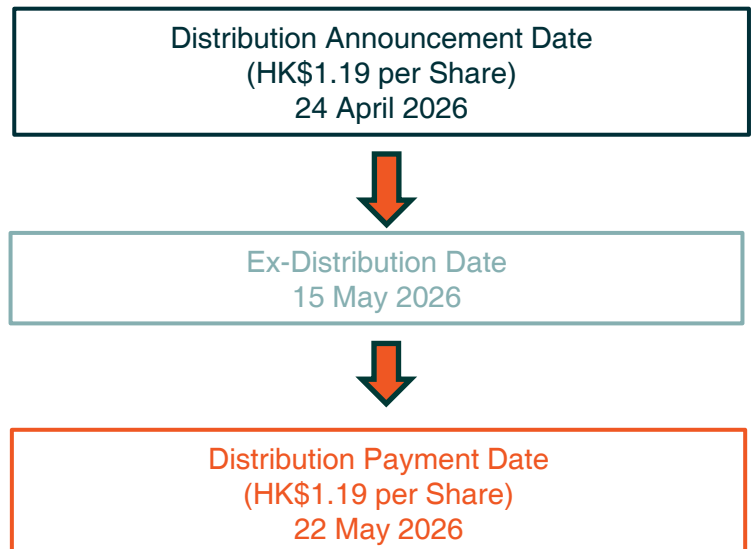 Distribution Announcement Date
(HK$1.19 per Share)
24 April 2026
Ex-Distribution Date
15 May 2026
Distribution Payment Date
(HK$1.19 per Share)
22 May 2026